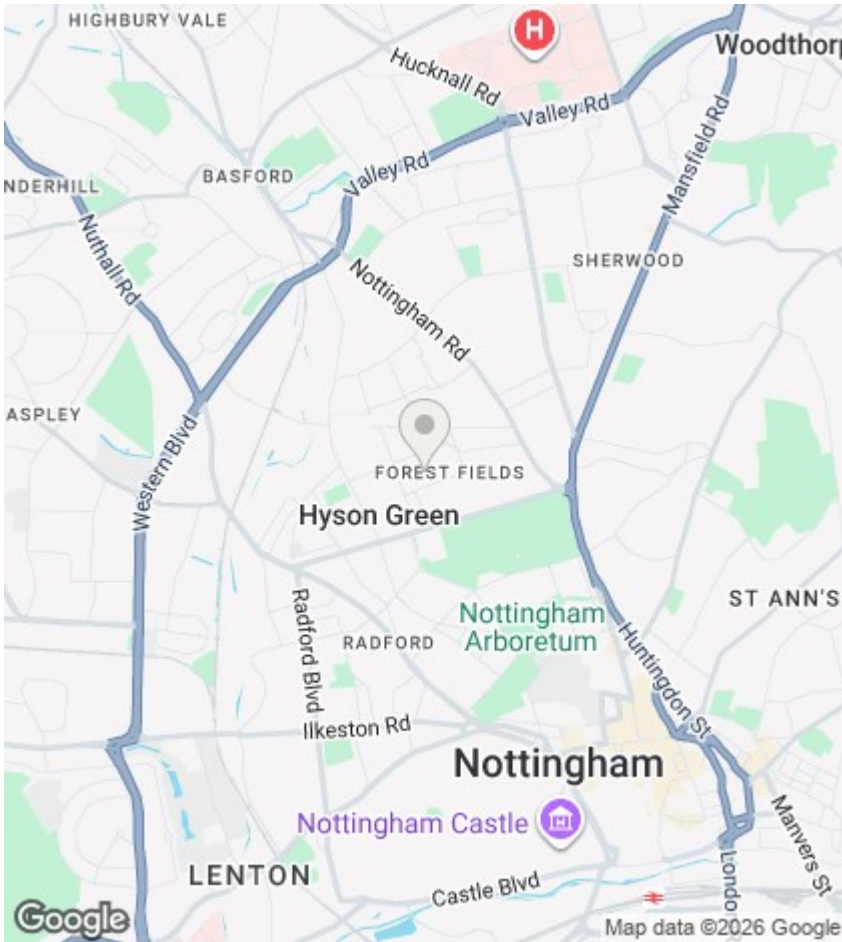 HIGHBURY VALE
H
Woodthorp
Hucknall Rd
Valley Rd
Mansfield Rd
NDERHILL
BASFORD
Valley Rd
Nuthall Rd
SHERWOOD
Nottingham Rd
ASPLEY
Western Blvd
FOREST FIELDS
Hyson Green
Radford Blvd
RADFORD
Nottingham
Arboretum
ST ANN'S
Huntingdon St
Ilkeston Rd
Nottingham
Nottingham Castle
Manvers St
LENTON
Castle Blvd
London
Google
Map data ©2026 Google